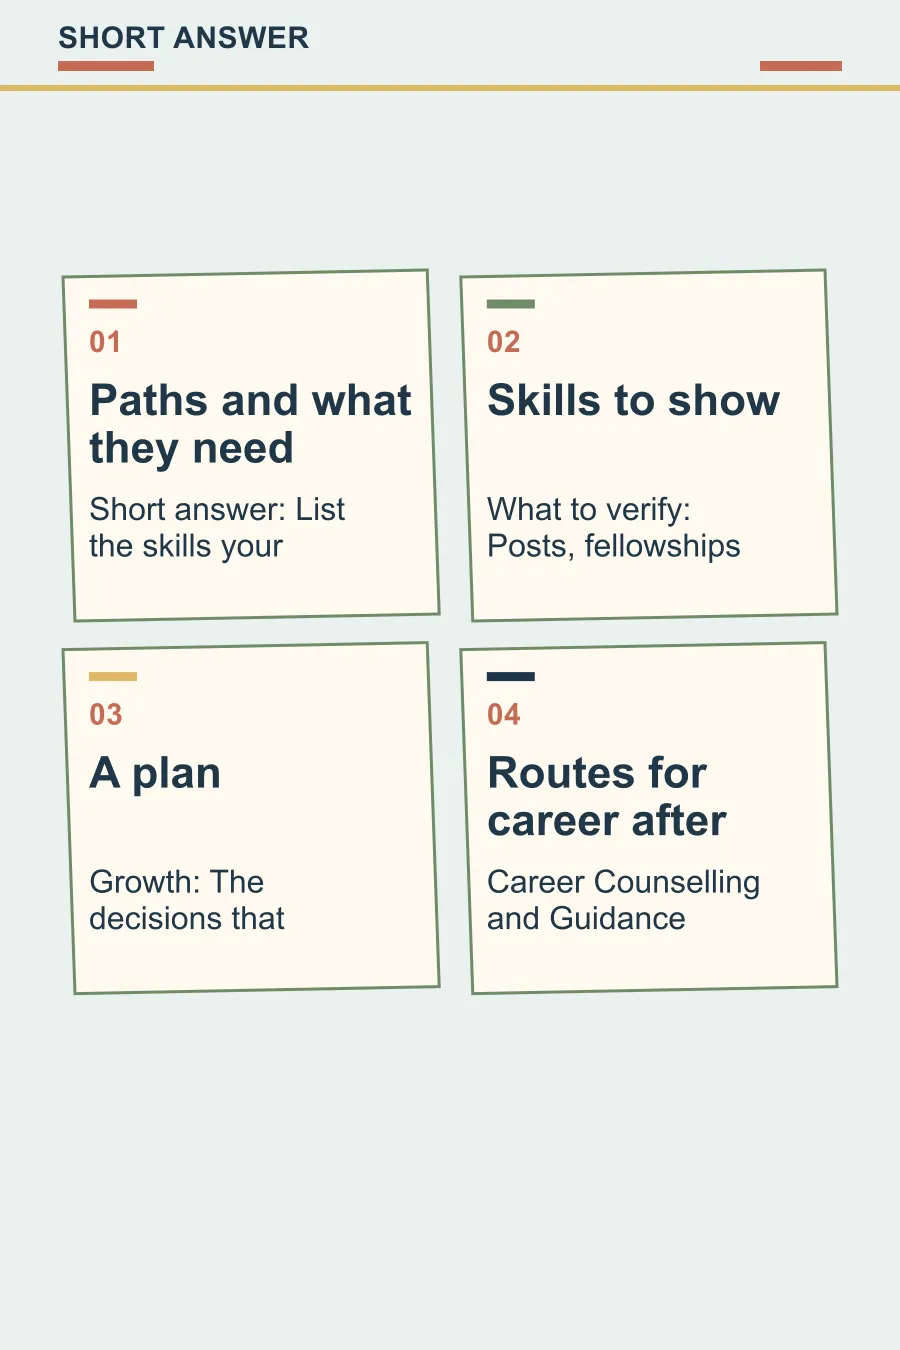 SHORT ANSWER
01
Paths and what
they need
Short answer: List
the skills your
02
Skills to show
What to verify:
Posts, fellowships
03
A plan
Growth: The
decisions that
04
Routes for
career after
Career Counselling
and Guidance